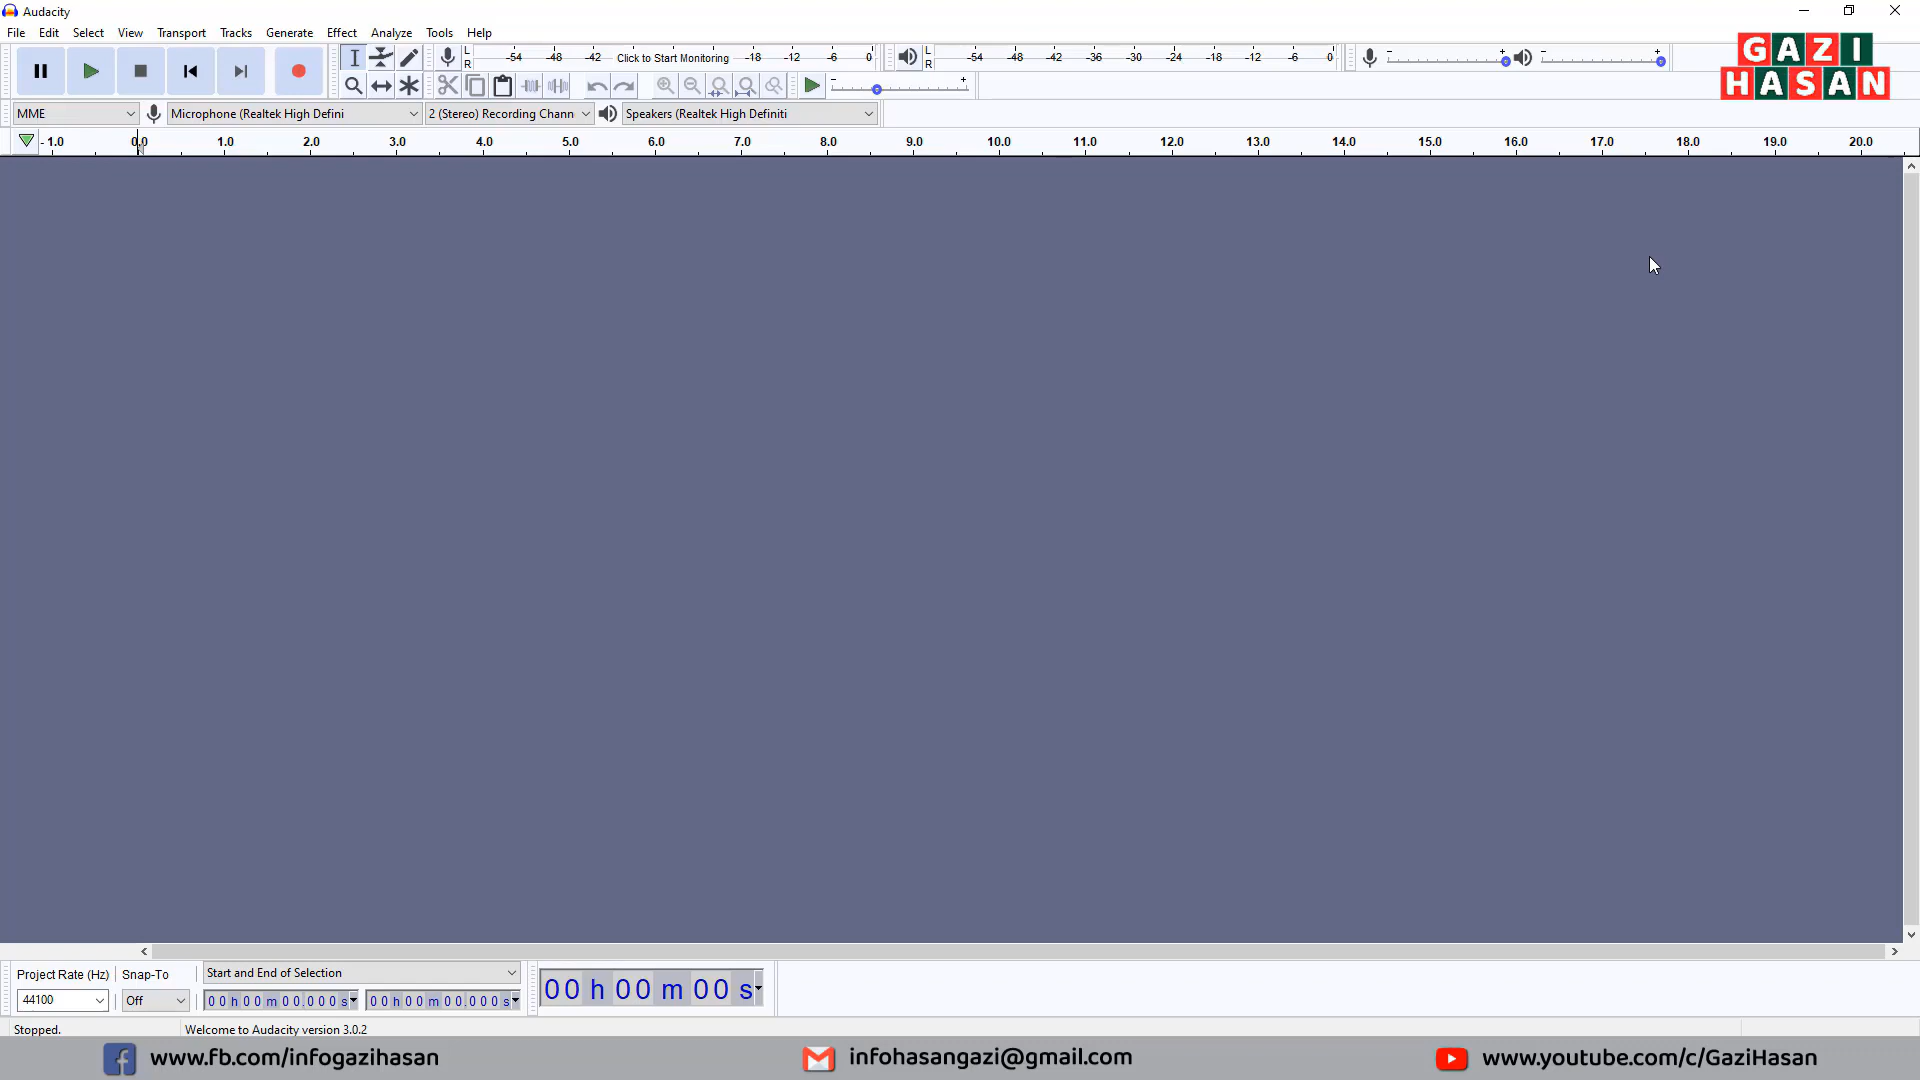 Audacity
File Edit Select View Transport Tracks Generate Effect Analyze Tools Help
L R -54 -48 -42 Click to Start Monitoring -18 -12 -6 0
L R -54 -48 -42 -36 -30 -24 -18 -12 -6 0
- + - +
GAZI
HASAN
- +
MME Microphone (Realtek High Defini 2 (Stereo) Recording Chann Speakers (Realtek High Definiti
- 1.0 0.0 1.0 2.0 3.0 4.0 5.0 6.0 7.0 8.0 9.0 10.0 11.0 12.0 13.0 14.0 15.0 16.0 17.0 18.0 19.0 20.0
Project Rate (Hz) Snap-To Start and End of Selection
44100 Off 00 h 00 m 00.000 s 00 h 00 m 00.000 s
00 h 00 m 00 s
Stopped. Welcome to Audacity version 3.0.2
www.fb.com/infogazihasan infohasangazi@gmail.com www.youtube.com/c/GaziHasan